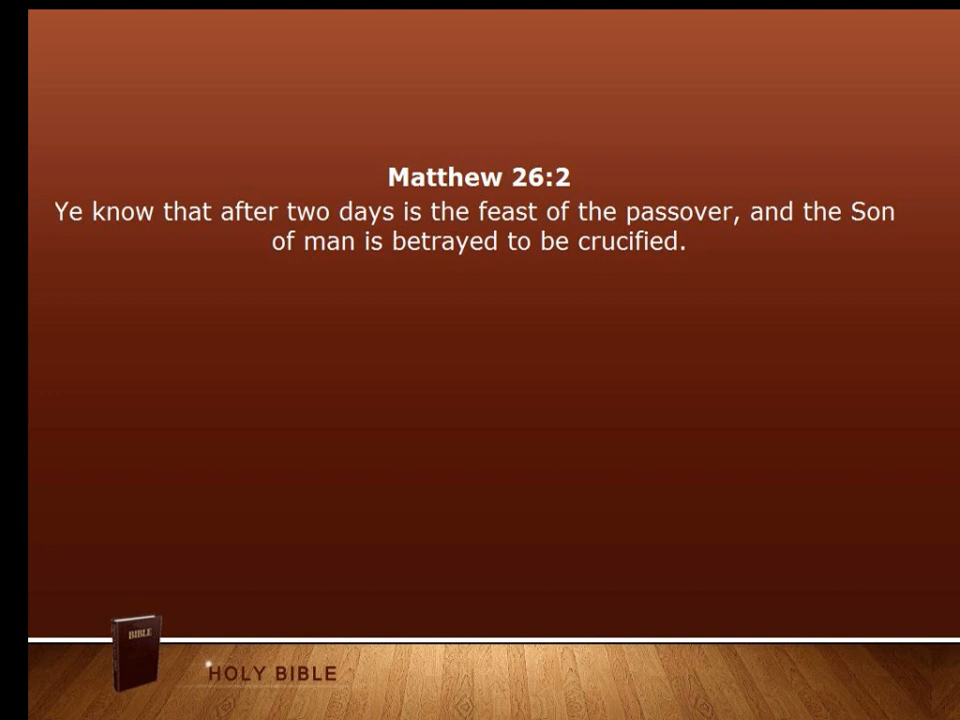 Matthew 26:2
Ye know that after two days is the feast of the passover, and the Son
of man is betrayed to be crucified.
BIBLE
HOLY BIBLE